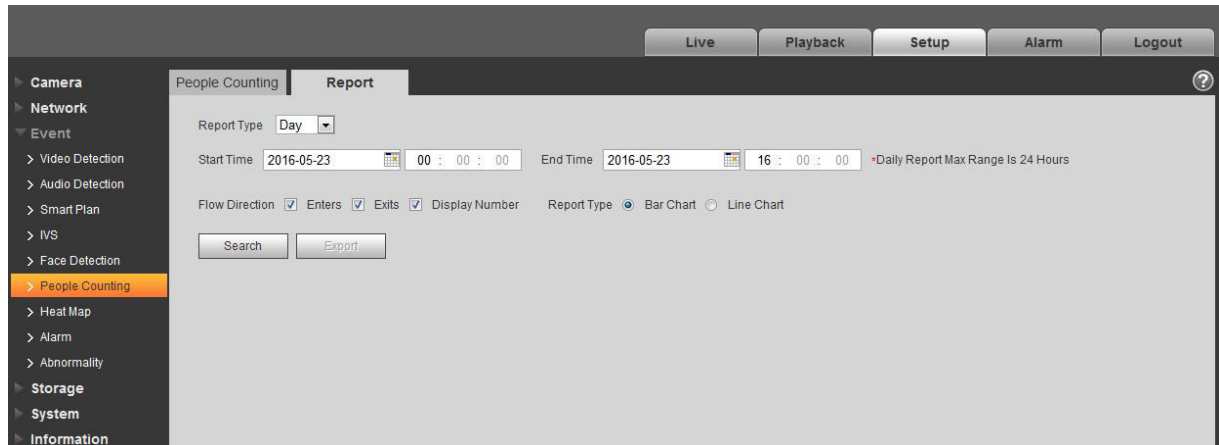 Live Playback Setup Alarm Logout
Camera
Network
Event
Video Detection
Audio Detection
Smart Plan
IVS
Face Detection
People Counting
Heat Map
Alarm
Abnormality
Storage
System
Information
People Counting Report ?
Report Type Day
Start Time 2016-05-23 00 : 00 : 00 End Time 2016-05-23 16 : 00 : 00 *Daily Report Max Range Is 24 Hours
Flow Direction Enters Exits Display Number Report Type Bar Chart Line Chart
Search Export